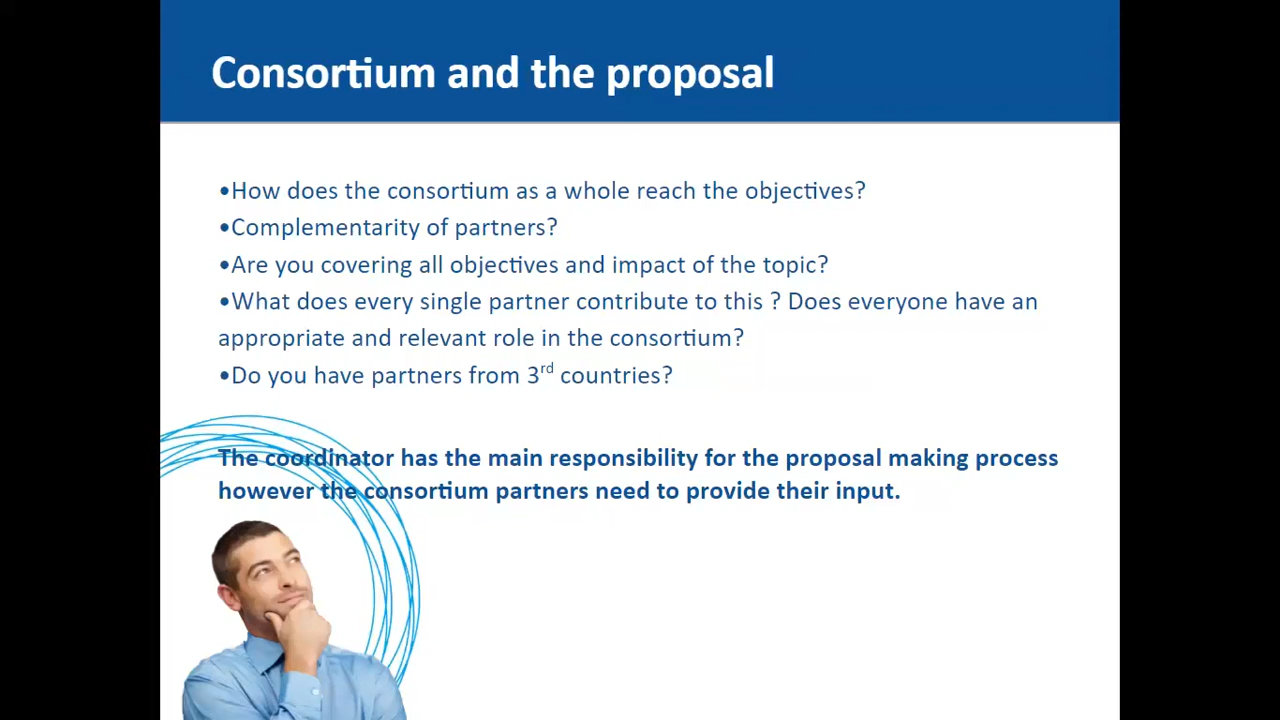 Consortium and the proposal
•How does the consortium as a whole reach the objectives?
•Complementarity of partners?
•Are you covering all objectives and impact of the topic?
•What does every single partner contribute to this ? Does everyone have an
appropriate and relevant role in the consortium?
•Do you have partners from 3rd countries?
The coordinator has the main responsibility for the proposal making process
however the consortium partners need to provide their input.